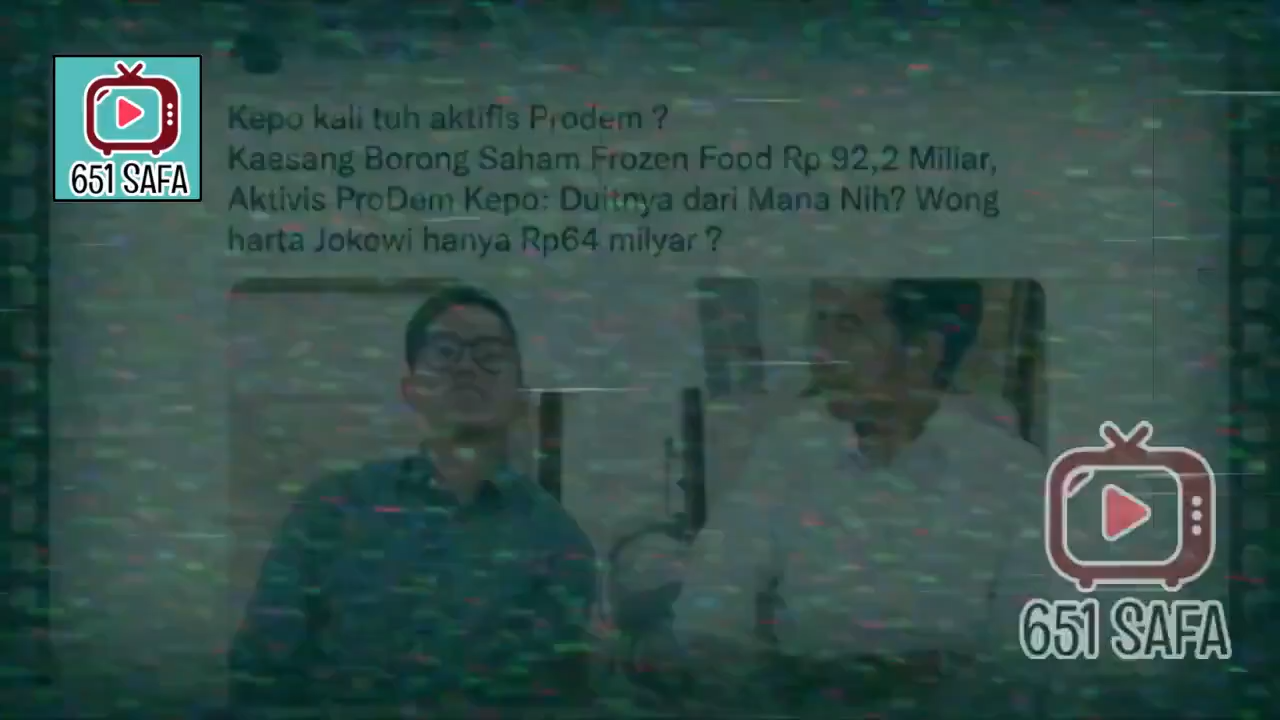 651 SAFA
Kepo kali tuh aktifis Prodem ?
Kaesang Borong Saham Frozen Food Rp 92,2 Miliar,
Aktivis ProDem Kepo: Duitnya dari Mana Nih? Wong
harta Jokowi hanya Rp64 milyar ?
651 SAFA